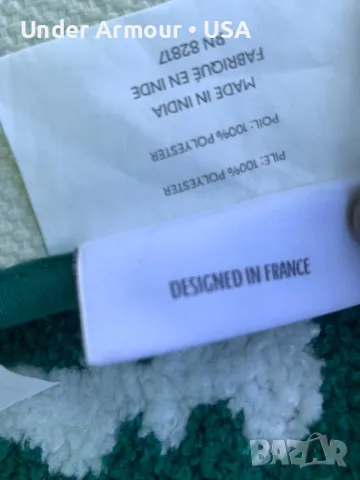 Under Armour • USA
PILE: 100% POLYESTER
POIL: 100% POLYESTER
MADE IN INDIA
FABRIQUÉ EN INDE
RN 82817
DESIGNED IN FRANCE
BAZAR